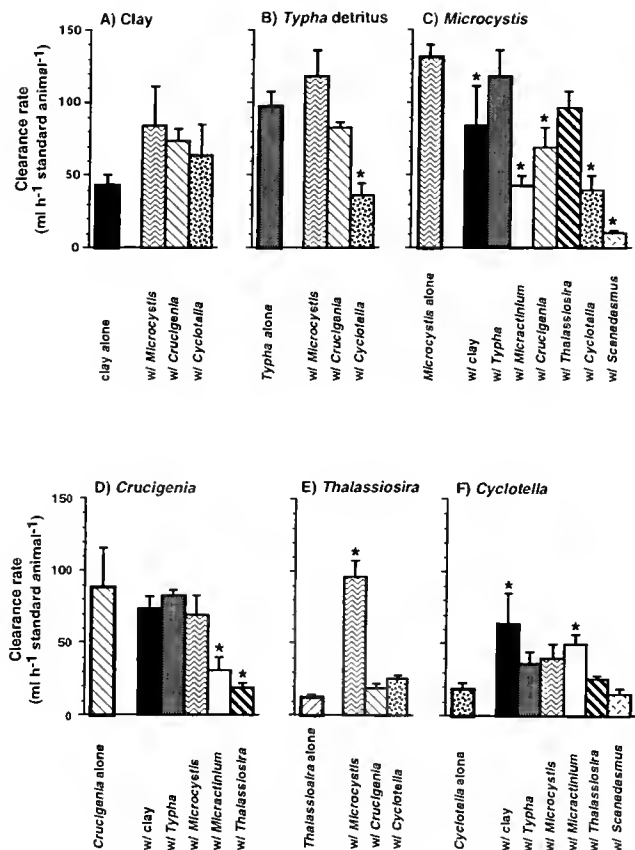 A) Clay
B) Typha detritus
C) Microcystis
Clearance rate
(ml h-1 standard animal-1)
150
100
50
0
*
*
*
*
*
*
clay alone
w/ Microcystis
w/ Crucigenia
w/ Cyclotella
Typha alone
w/ Microcystis
w/ Crucigenia
w/ Cyclotella
Microcystis alone
w/ clay
w/ Typha
w/ Micractinium
w/ Crucigenia
w/ Thalassiosira
w/ Cyclotella
w/ Scenedesmus
D) Crucigenia
E) Thalassiosira
F) Cyclotella
Clearance rate
(ml h-1 standard animal-1)
150
100
50
0
*
*
*
*
*
Crucigenia alone
w/ clay
w/ Typha
w/ Microcystis
w/ Micractinium
w/ Thalassiosira
Thalassiosira alone
w/ Microcystis
w/ Crucigenia
w/ Cyclotella
Cyclotella alone
w/ clay
w/ Typha
w/ Microcystis
w/ Micractinium
w/ Thalassiosira
w/ Scenedesmus